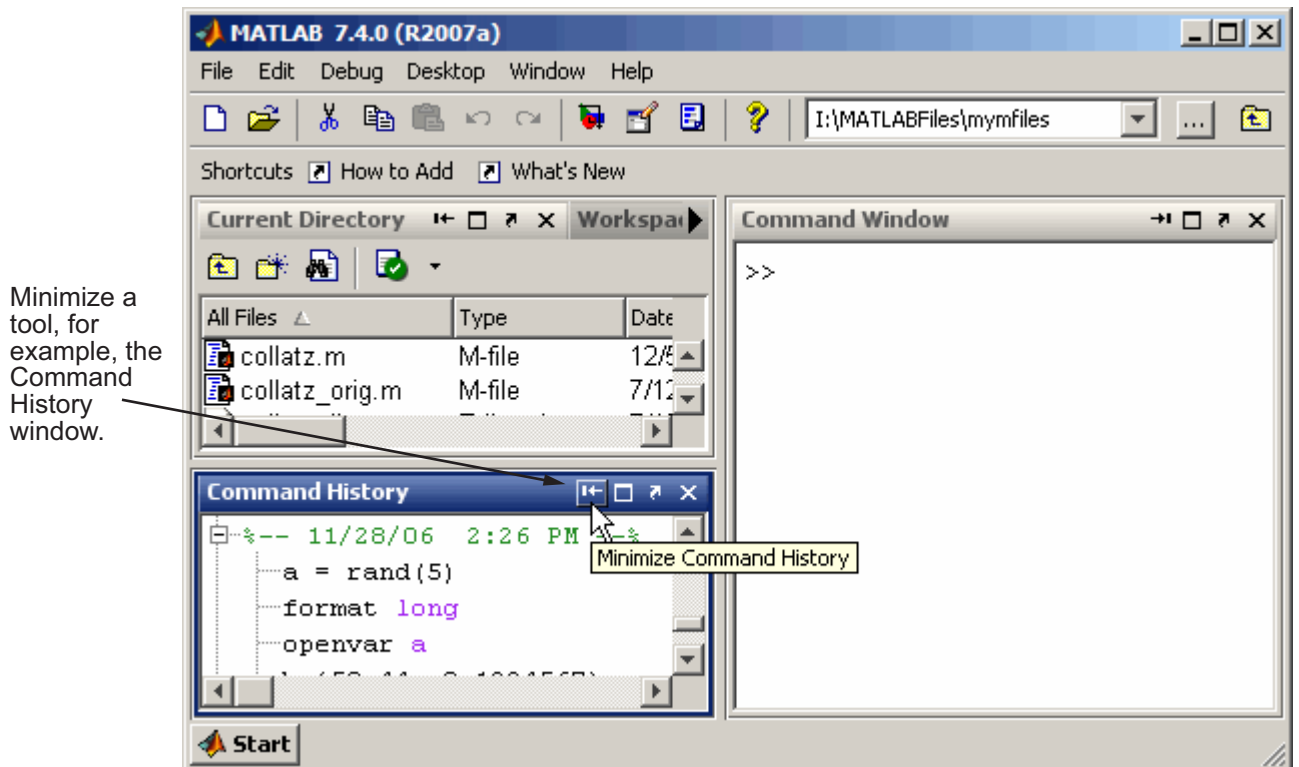 MATLAB 7.4.0 (R2007a)
File Edit Debug Desktop Window Help
I:\MATLABFiles\mymfiles
...
Shortcuts How to Add What's New
Current Directory
Command Window
>>
All Files Type Date
collatz.m M-file
collatz_orig.m M-file
Minimize a
tool, for
example, the
Command
History
window.
Command History
%-- 11/28/06 2:26 PM --%
Minimize Command History
a = rand(5)
format long
openvar a
Start